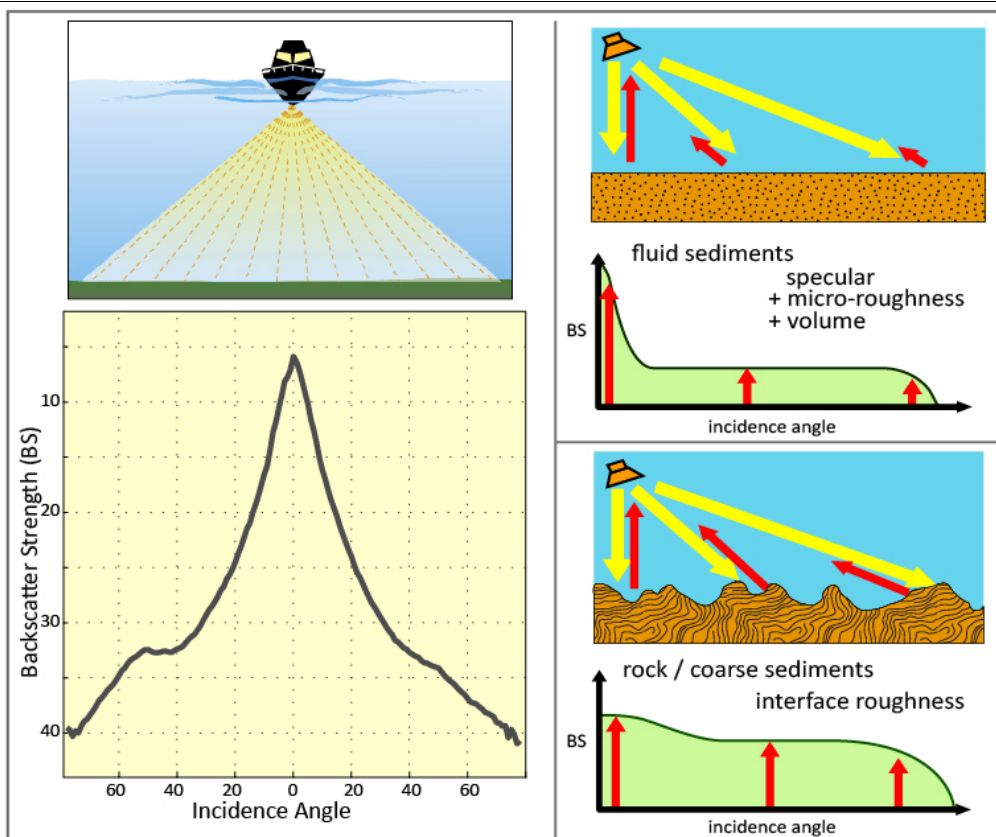 Backscatter Strength (BS)
10
20
30
40
60
40
20
0
20
40
60
Incidence Angle
fluid sediments
specular
+ micro-roughness
+ volume
BS
incidence angle
rock / coarse sediments
interface roughness
BS
incidence angle